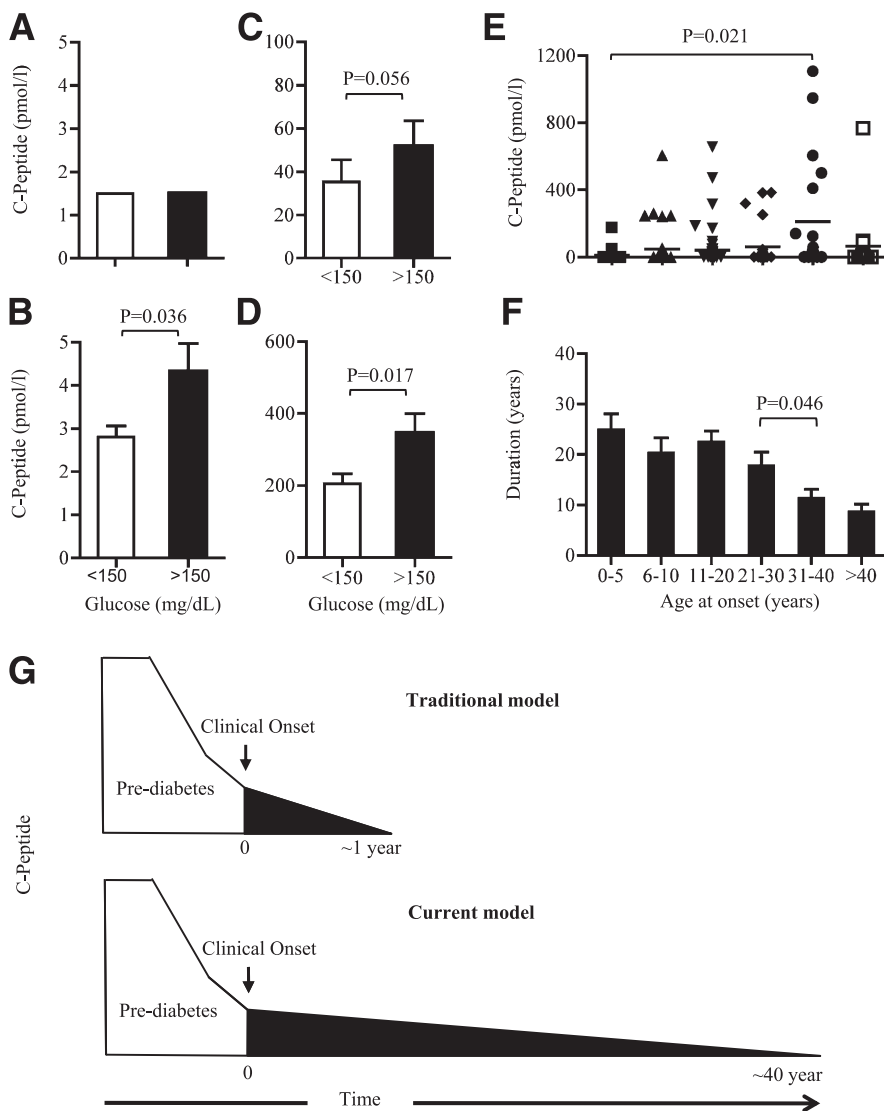 A
C-Peptide (pmol/l)
5
4
3
2
1
0
C
100
80
60
40
20
0
P=0.056
<150
>150
E
P=0.021
C-Peptide (pmol/l)
1200
800
400
0
B
C-Peptide (pmol/l)
5
4
3
2
1
0
P=0.036
<150
>150
Glucose (mg/dL)
D
600
400
200
0
P=0.017
<150
>150
Glucose (mg/dL)
F
Duration (years)
40
30
20
10
0
P=0.046
0-5
6-10
11-20
21-30
31-40
>40
Age at onset (years)
G
C-Peptide
Traditional model
Clinical Onset
Pre-diabetes
0
~1 year
Current model
Clinical Onset
Pre-diabetes
0
~40 year
Time